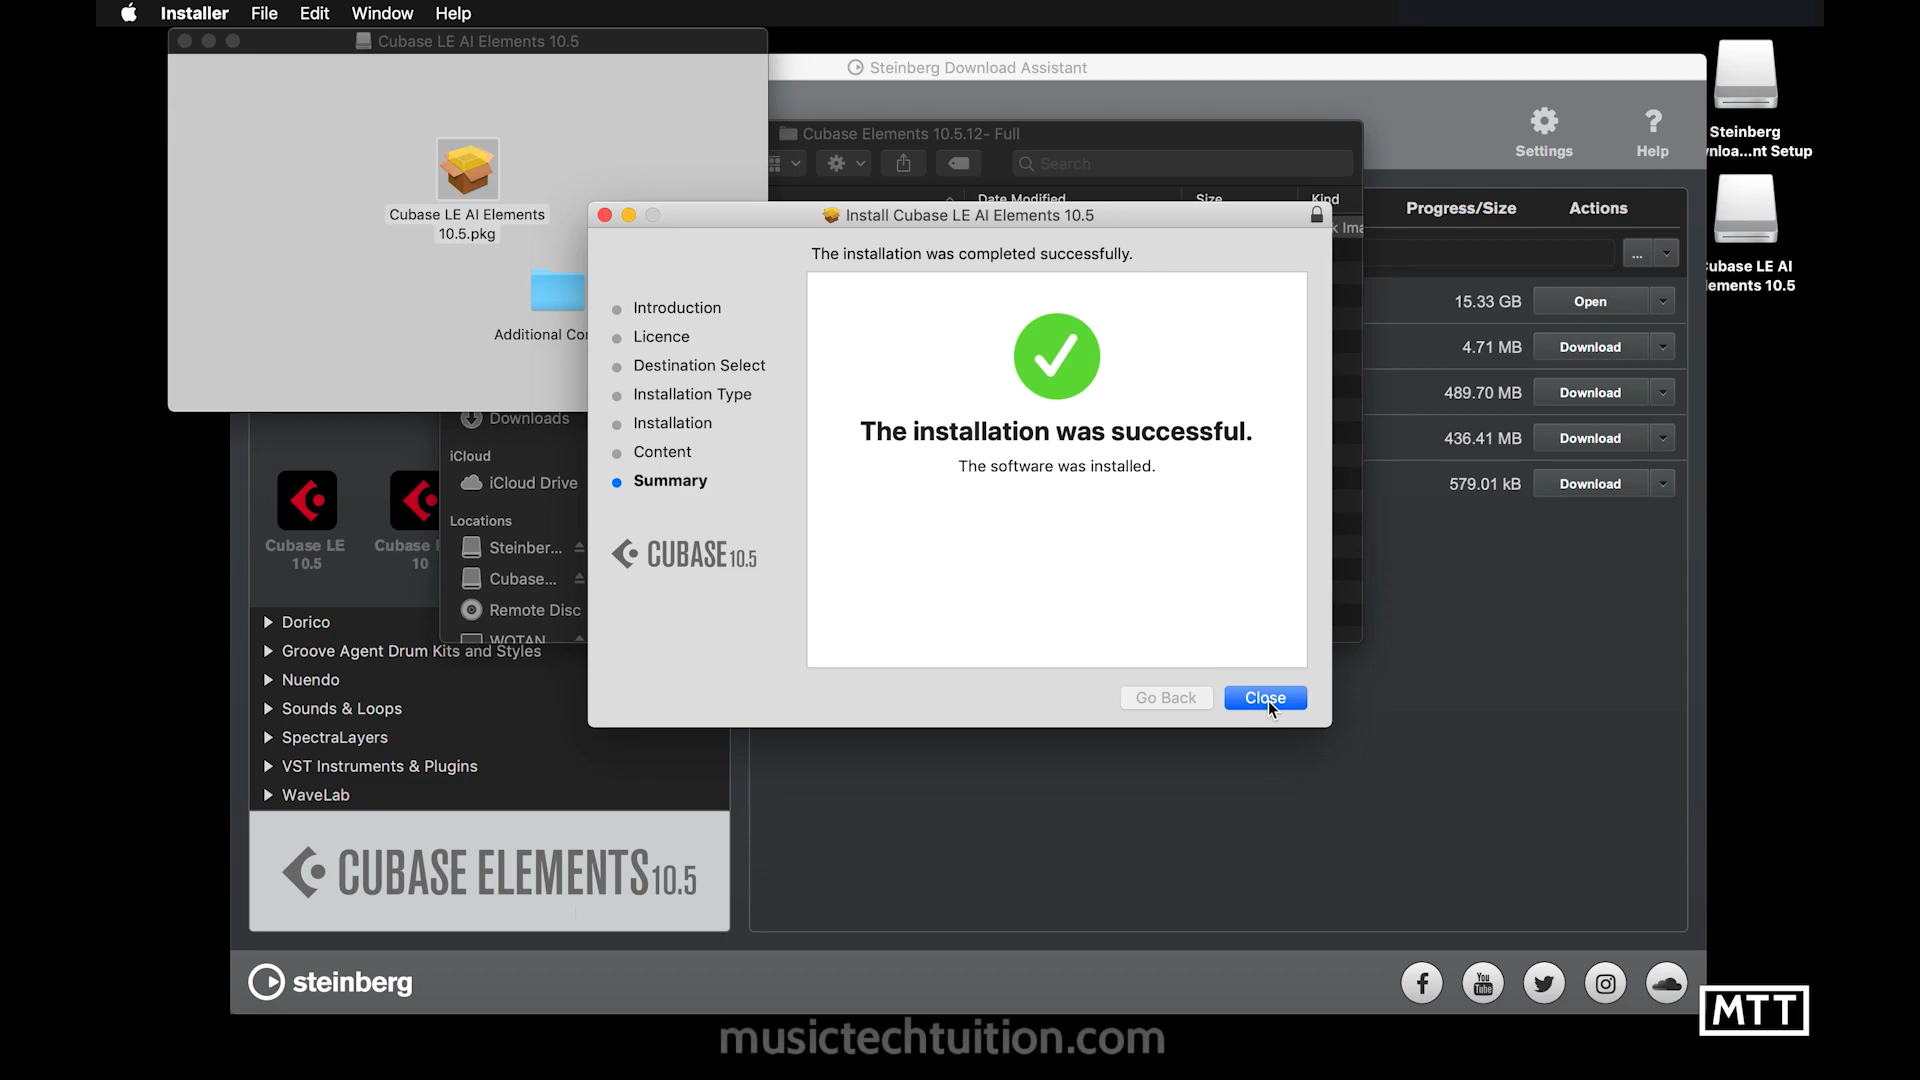 Installer File Edit Window Help
Cubase LE AI Elements 10.5
Steinberg Download Assistant
Steinberg
nloa...nt Setup
Settings
Help
Cubase Elements 10.5.12- Full
Search
Cubase LE AI Elements
10.5.pkg
Date Modified Size Kind
Install Cubase LE AI Elements 10.5
Progress/Size Actions
The installation was completed successfully.
...
ubase LE AI
ements 10.5
Additional Con
Introduction
Licence
Destination Select
Installation Type
Installation
Content
Summary
CUBASE 10.5
The installation was successful.
The software was installed.
Go Back
Close
15.33 GB Open
4.71 MB Download
489.70 MB Download
436.41 MB Download
579.01 kB Download
Downloads
iCloud
iCloud Drive
Locations
Steinber...
Cubase...
Remote Disc
WOTAN
Cubase LE
10.5
Cubase
10
Dorico
Groove Agent Drum Kits and Styles
Nuendo
Sounds & Loops
SpectraLayers
VST Instruments & Plugins
WaveLab
CUBASE ELEMENTS 10.5
steinberg
You
Tube
MTT
musictechtuition.com